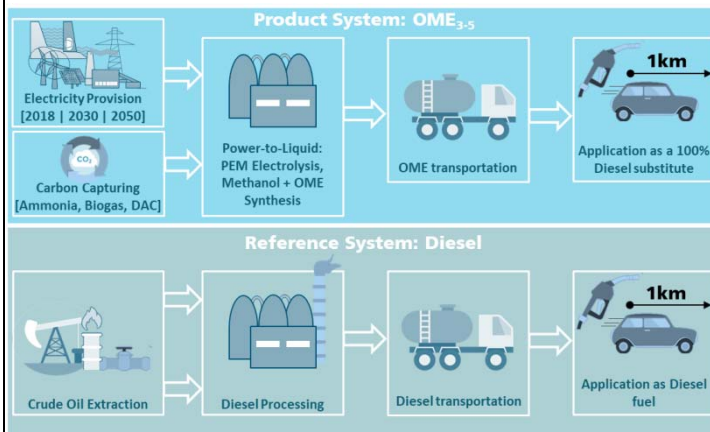 Product System: OME3-5
Electricity Provision
[2018 | 2030 | 2050]
CO2
Carbon Capturing
[Ammonia, Biogas, DAC]
Power-to-Liquid:
PEM Electrolysis,
Methanol + OME
Synthesis
OME transportation
1km
Application as a 100%
Diesel substitute
Reference System: Diesel
Crude Oil Extraction
Diesel Processing
Diesel transportation
1km
Application as Diesel
fuel